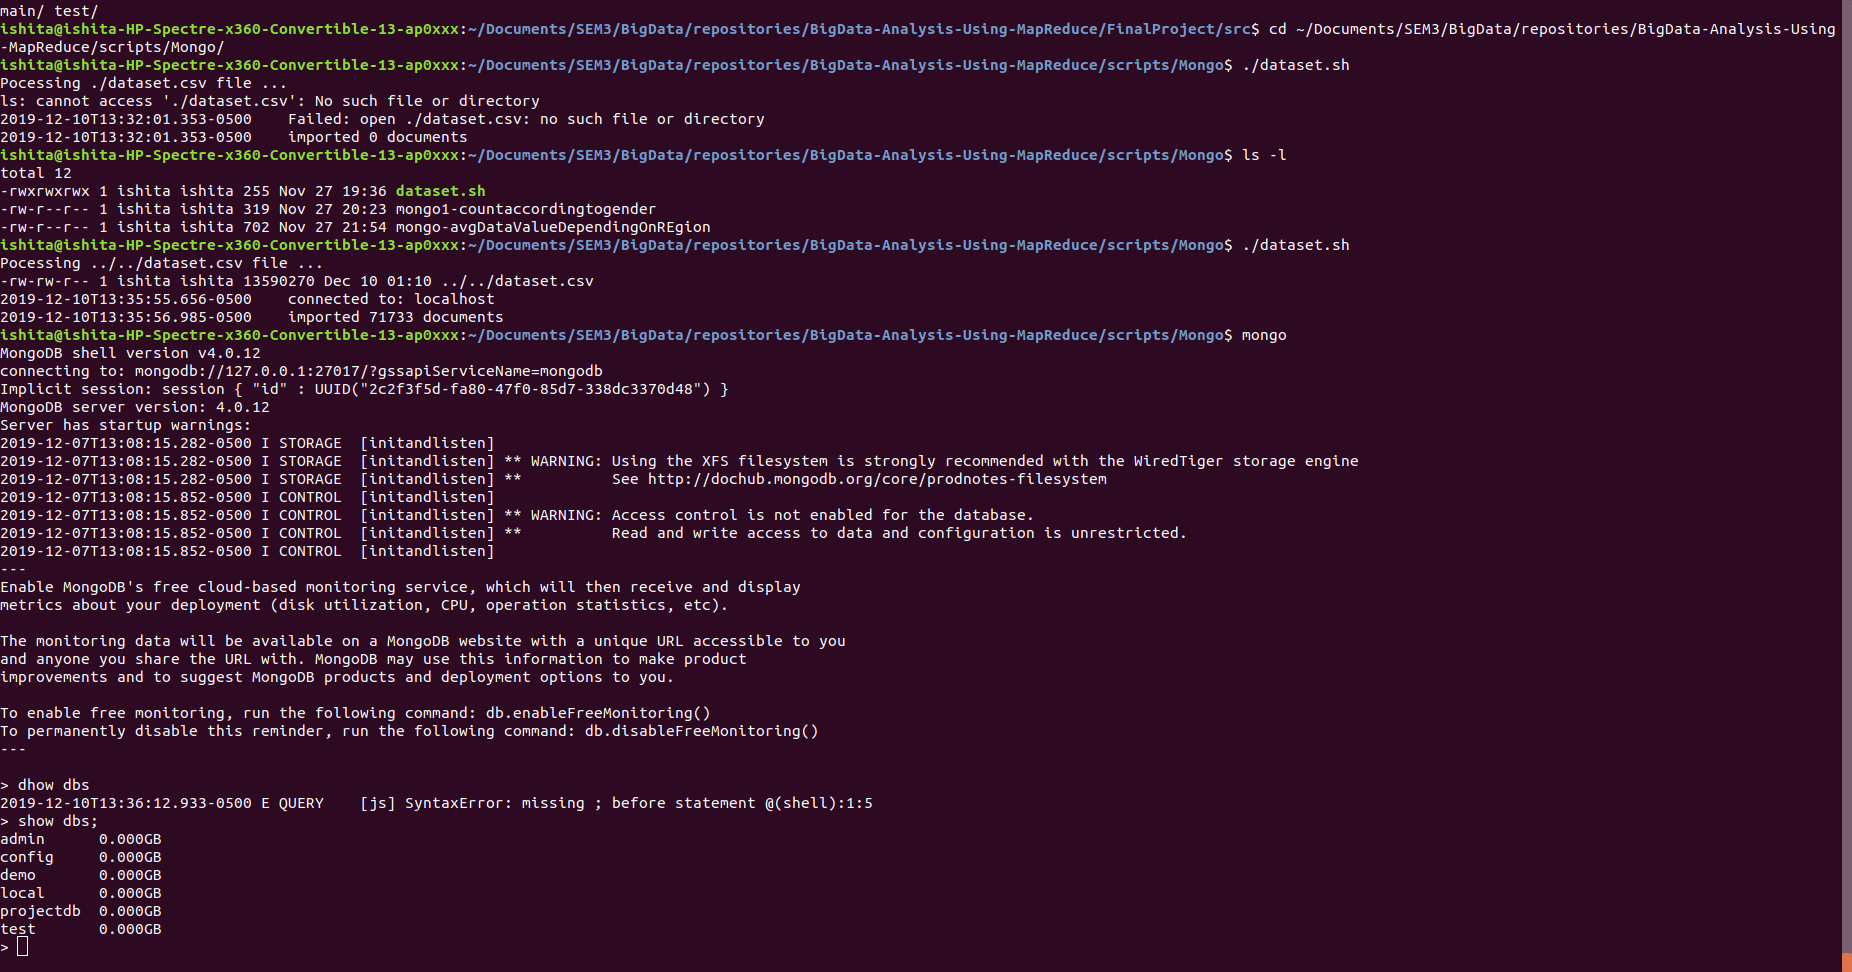 main/ test/
ishita@ishita-HP-Spectre-x360-Convertible-13-ap0xxx:~/Documents/SEM3/BigData/repositories/BigData-Analysis-Using-MapReduce/FinalProject/src$ cd ~/Documents/SEM3/BigData/repositories/BigData-Analysis-Using
-MapReduce/scripts/Mongo/
ishita@ishita-HP-Spectre-x360-Convertible-13-ap0xxx:~/Documents/SEM3/BigData/repositories/BigData-Analysis-Using-MapReduce/scripts/Mongo$ ./dataset.sh
Pocessing ./dataset.csv file ...
ls: cannot access './dataset.csv': No such file or directory
2019-12-10T13:32:01.353-0500    Failed: open ./dataset.csv: no such file or directory
2019-12-10T13:32:01.353-0500    imported 0 documents
ishita@ishita-HP-Spectre-x360-Convertible-13-ap0xxx:~/Documents/SEM3/BigData/repositories/BigData-Analysis-Using-MapReduce/scripts/Mongo$ ls -l
total 12
-rwxrwxrwx 1 ishita ishita 255 Nov 27 19:36 dataset.sh
-rw-r--r-- 1 ishita ishita 319 Nov 27 20:23 mongo1-countaccordingtogender
-rw-r--r-- 1 ishita ishita 702 Nov 27 21:54 mongo-avgDataValueDependingOnREgion
ishita@ishita-HP-Spectre-x360-Convertible-13-ap0xxx:~/Documents/SEM3/BigData/repositories/BigData-Analysis-Using-MapReduce/scripts/Mongo$ ./dataset.sh
Pocessing ../../dataset.csv file ...
-rw-rw-r-- 1 ishita ishita 13590270 Dec 10 01:10 ../../dataset.csv
2019-12-10T13:35:55.656-0500    connected to: localhost
2019-12-10T13:35:56.985-0500    imported 71733 documents
ishita@ishita-HP-Spectre-x360-Convertible-13-ap0xxx:~/Documents/SEM3/BigData/repositories/BigData-Analysis-Using-MapReduce/scripts/Mongo$ mongo
MongoDB shell version v4.0.12
connecting to: mongodb://127.0.0.1:27017/?gssapiServiceName=mongodb
Implicit session: session { "id" : UUID("2c2f3f5d-fa80-47f0-85d7-338dc3370d48") }
MongoDB server version: 4.0.12
Server has startup warnings:
2019-12-07T13:08:15.282-0500 I STORAGE  [initandlisten]
2019-12-07T13:08:15.282-0500 I STORAGE  [initandlisten] ** WARNING: Using the XFS filesystem is strongly recommended with the WiredTiger storage engine
2019-12-07T13:08:15.282-0500 I STORAGE  [initandlisten] **          See http://dochub.mongodb.org/core/prodnotes-filesystem
2019-12-07T13:08:15.852-0500 I CONTROL  [initandlisten]
2019-12-07T13:08:15.852-0500 I CONTROL  [initandlisten] ** WARNING: Access control is not enabled for the database.
2019-12-07T13:08:15.852-0500 I CONTROL  [initandlisten] **          Read and write access to data and configuration is unrestricted.
2019-12-07T13:08:15.852-0500 I CONTROL  [initandlisten]
---
Enable MongoDB's free cloud-based monitoring service, which will then receive and display
metrics about your deployment (disk utilization, CPU, operation statistics, etc).

The monitoring data will be available on a MongoDB website with a unique URL accessible to you
and anyone you share the URL with. MongoDB may use this information to make product
improvements and to suggest MongoDB products and deployment options to you.

To enable free monitoring, run the following command: db.enableFreeMonitoring()
To permanently disable this reminder, run the following command: db.disableFreeMonitoring()
---

> dhow dbs
2019-12-10T13:36:12.933-0500 E QUERY    [js] SyntaxError: missing ; before statement @(shell):1:5
> show dbs;
admin      0.000GB
config     0.000GB
demo       0.000GB
local      0.000GB
projectdb  0.000GB
test       0.000GB
>